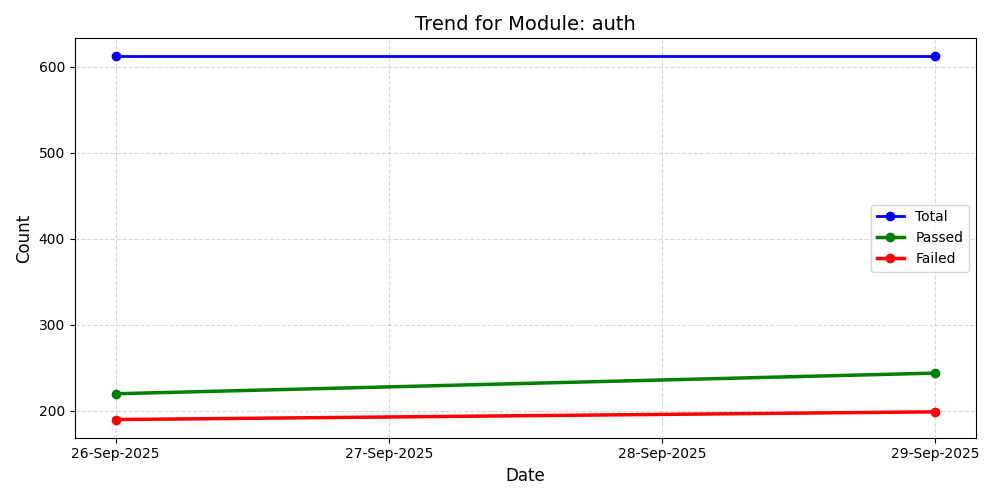 Trend for Module: auth
600
500
400
300
200
Count
Total
Passed
Failed
26-Sep-2025
27-Sep-2025
28-Sep-2025
29-Sep-2025
Date